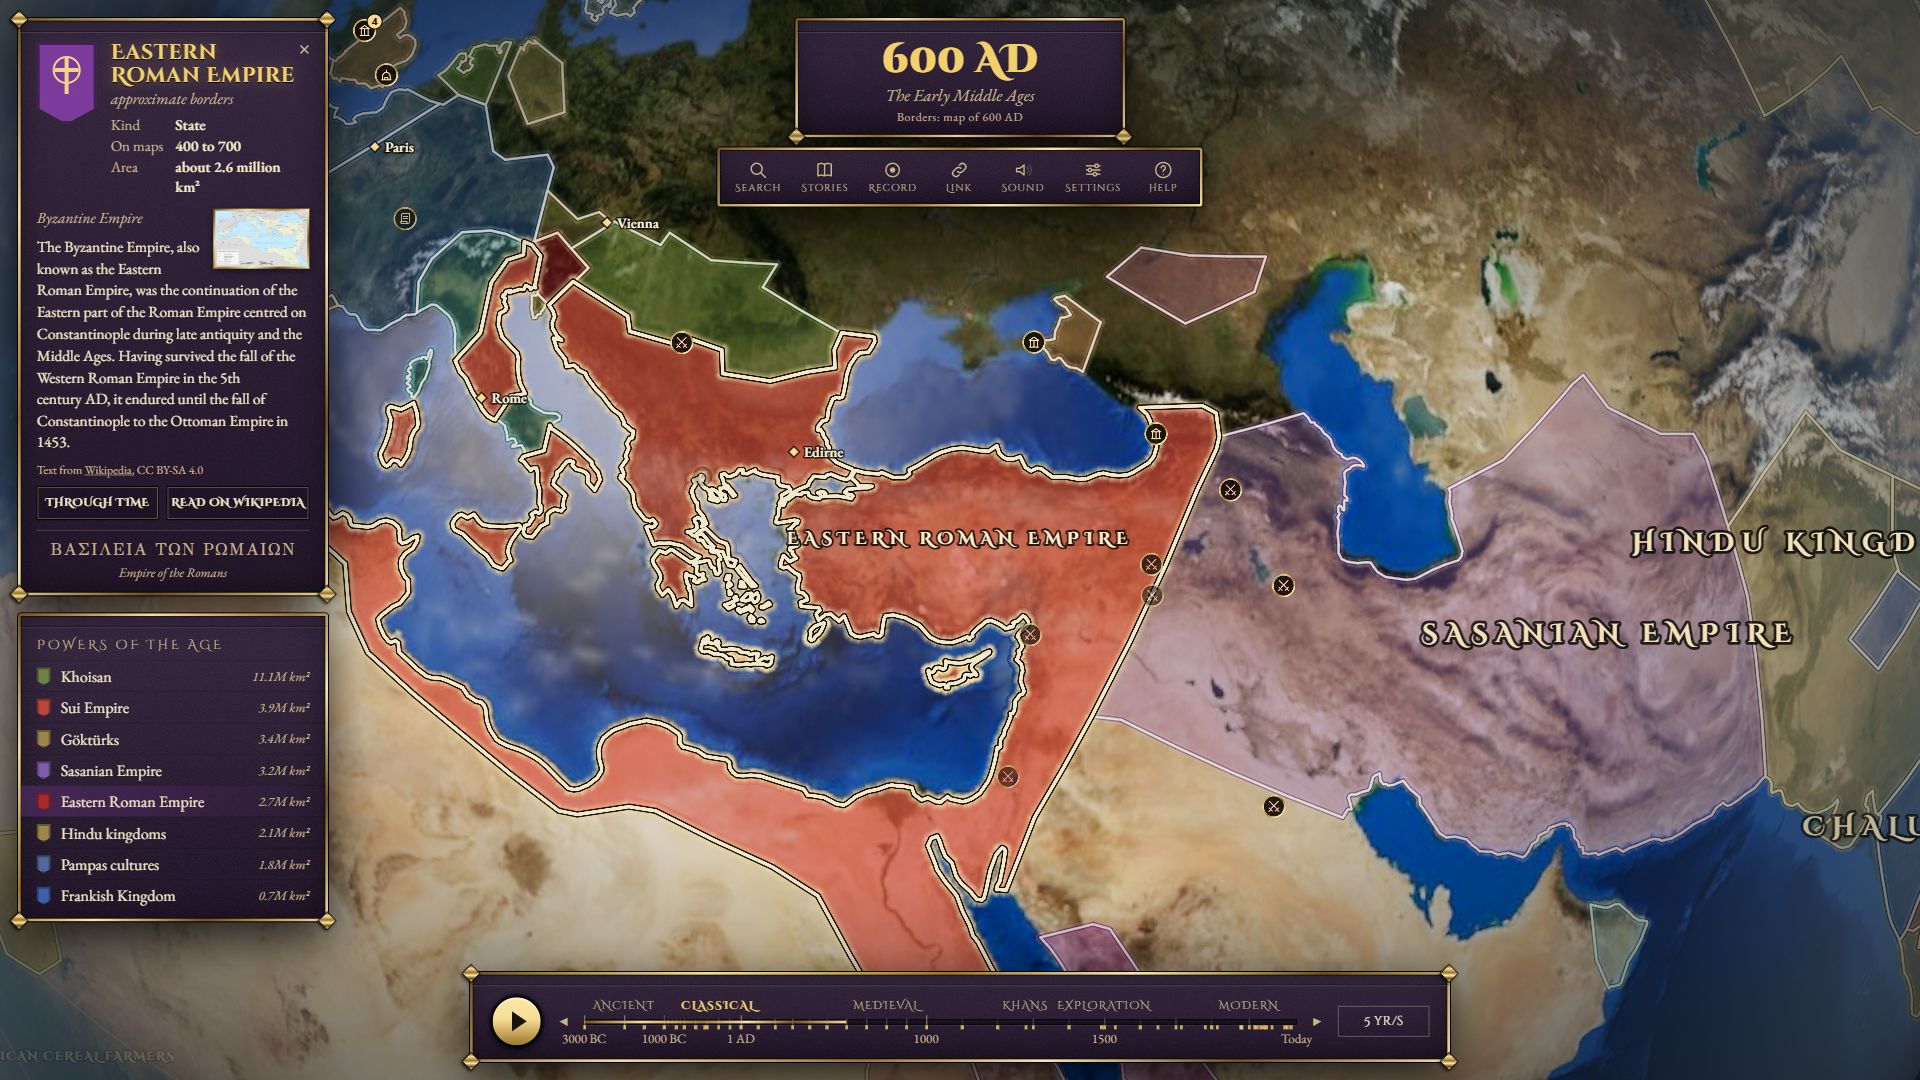 EASTERN
ROMAN EMPIRE
approximate borders
Kind State
On maps 400 to 700
Area about 2.6 million
km²
Byzantine Empire
The Byzantine Empire, also
known as the Eastern
Roman Empire, was the continuation of the
Eastern part of the Roman Empire centred on
Constantinople during late antiquity and the
Middle Ages. Having survived the fall of the
Western Roman Empire in the 5th
century AD, it endured until the fall of
Constantinople to the Ottoman Empire in
1453.
Text from Wikipedia, CC BY-SA 4.0
THROUGH TIME
READ ON WIKIPEDIA
ΒΑΣΙΛΕΙΑ ΤΩΝ ΡΩΜΑΙΩΝ
Empire of the Romans
POWERS OF THE AGE
Khoisan 11.1M km²
Sui Empire 3.9M km²
Göktürks 3.4M km²
Sasanian Empire 3.2M km²
Eastern Roman Empire 2.7M km²
Hindu kingdoms 2.1M km²
Pampas cultures 1.8M km²
Frankish Kingdom 0.7M km²
600 AD
The Early Middle Ages
Borders: map of 600 AD
SEARCH STORIES RECORD LINK SOUND SETTINGS HELP
4
Paris
Vienna
Rome
Edirne
EASTERN ROMAN EMPIRE
HINDU KINGD
SASANIAN EMPIRE
CHALU
ICAN CEREAL FARMERS
ANCIENT CLASSICAL MEDIEVAL KHANS EXPLORATION MODERN
3000 BC 1000 BC 1 AD 1000 1500 Today
5 YR/S